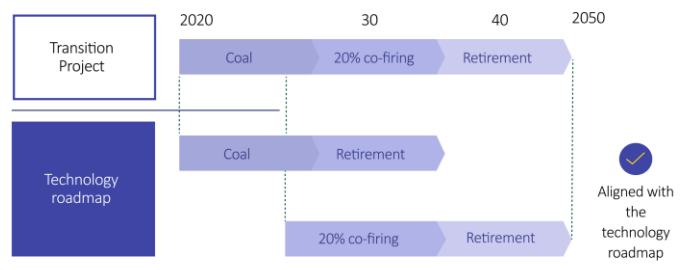 2020 30 40 2050
Transition
Project
Coal 20% co-firing Retirement
Technology
roadmap
Coal Retirement
20% co-firing Retirement
Aligned with
the
technology
roadmap